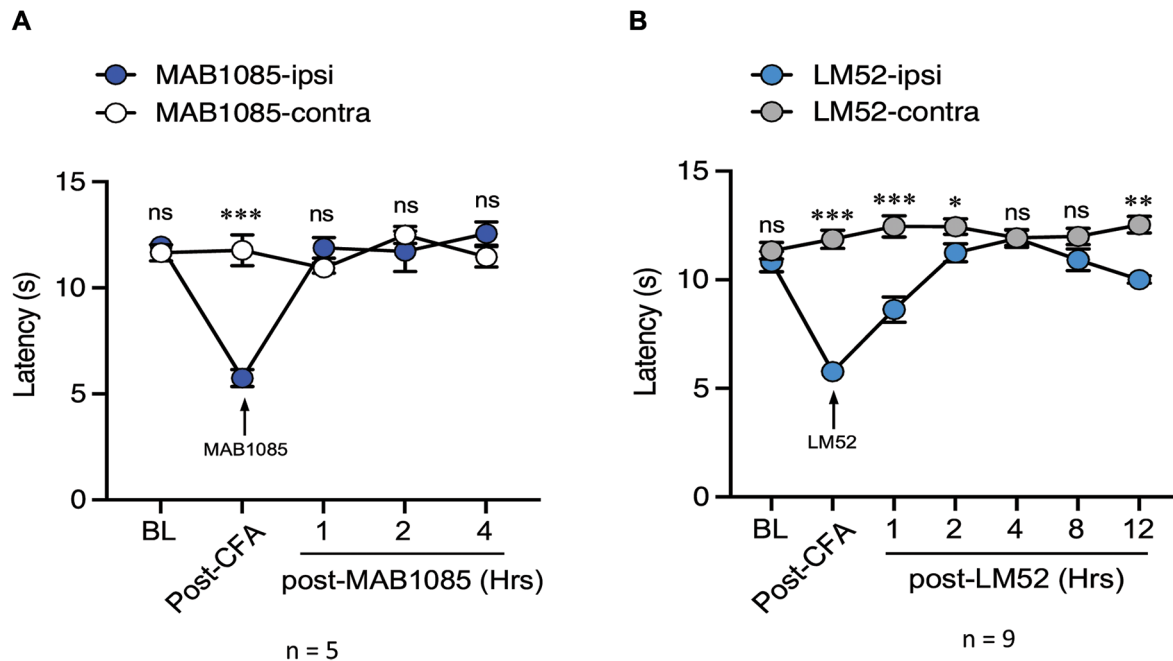 A
MAB1085-ipsi
MAB1085-contra
15
10
5
0
Latency (s)
ns
***
ns
ns
ns
MAB1085
BL
Post-CFA
1
2
4
post-MAB1085 (Hrs)
n = 5
B
LM52-ipsi
LM52-contra
15
10
5
0
Latency (s)
ns
***
***
*
ns
ns
**
LM52
BL
Post-CFA
1
2
4
8
12
post-LM52 (Hrs)
n = 9